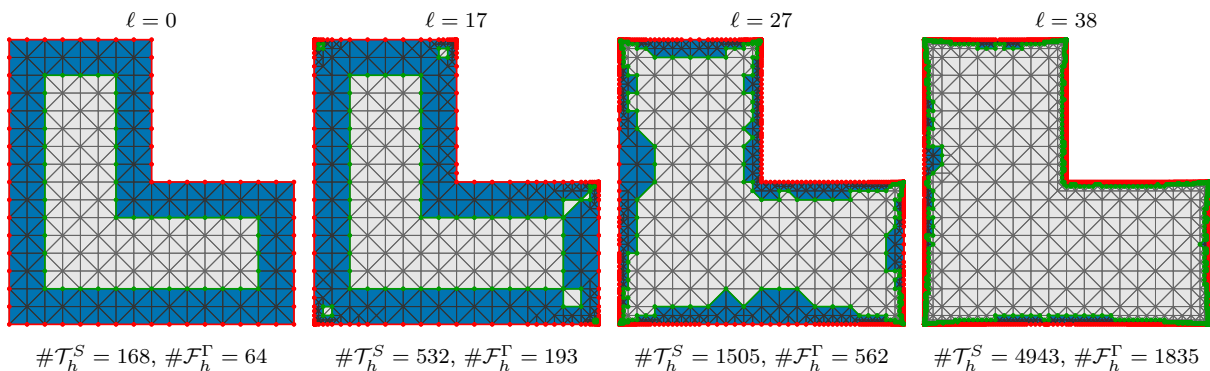 ℓ = 0
ℓ = 17
ℓ = 27
ℓ = 38
#𝒯_h^S = 168, #ℱ_h^Γ = 64
#𝒯_h^S = 532, #ℱ_h^Γ = 193
#𝒯_h^S = 1505, #ℱ_h^Γ = 562
#𝒯_h^S = 4943, #ℱ_h^Γ = 1835